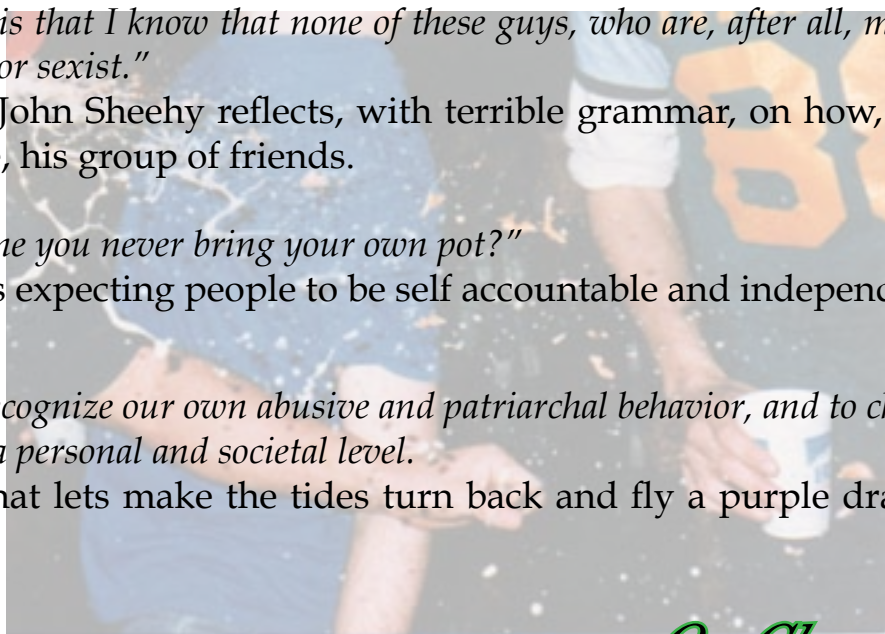 is that I know that none of these guys, who are, after all, m
or sexist.”
John Sheehy reflects, with terrible grammar, on how,
, his group of friends.
ne you never bring your own pot?”
s expecting people to be self accountable and independ
cognize our own abusive and patriarchal behavior, and to c
a personal and societal level.
hat lets make the tides turn back and fly a purple dra